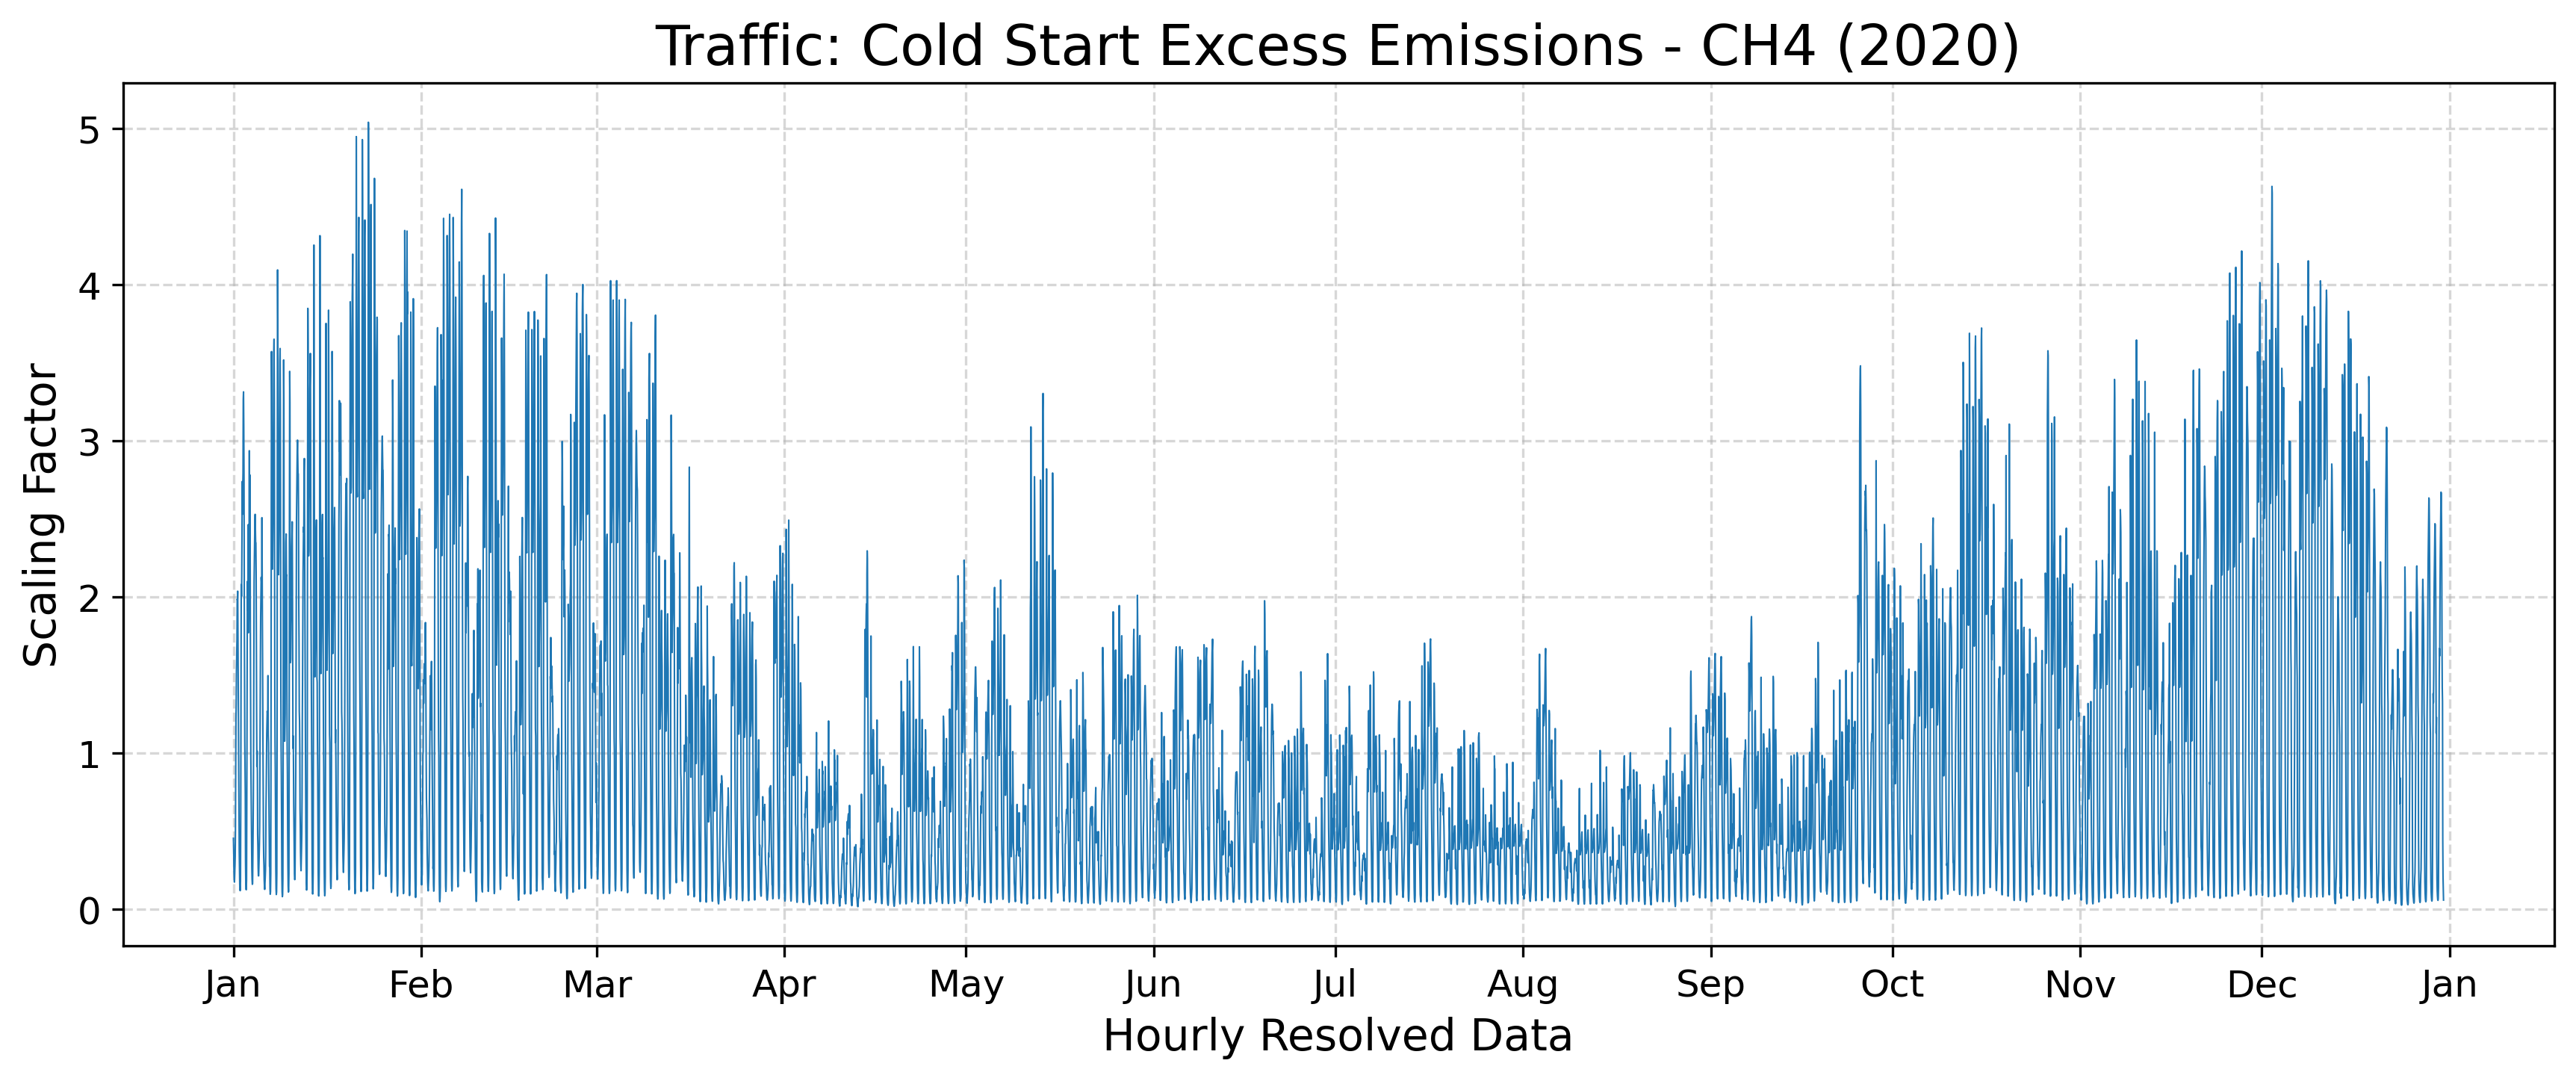 Traffic: Cold Start Excess Emissions - CH4 (2020)
Scaling Factor
5
4
3
2
1
0
Jan Feb Mar Apr May Jun Jul Aug Sep Oct Nov Dec Jan
Hourly Resolved Data